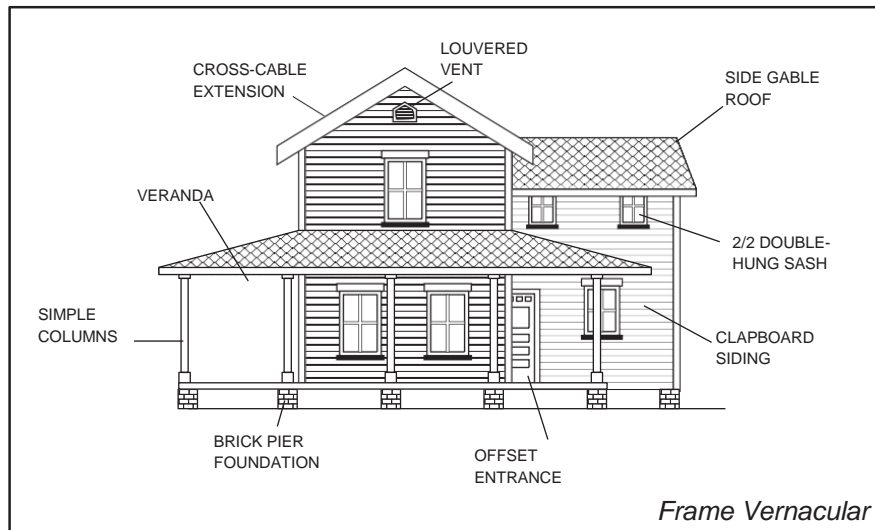 LOUVERED
VENT
CROSS-CABLE
EXTENSION
SIDE GABLE
ROOF
VERANDA
2/2 DOUBLE-
HUNG SASH
SIMPLE
COLUMNS
CLAPBOARD
SIDING
BRICK PIER
FOUNDATION
OFFSET
ENTRANCE
Frame Vernacular